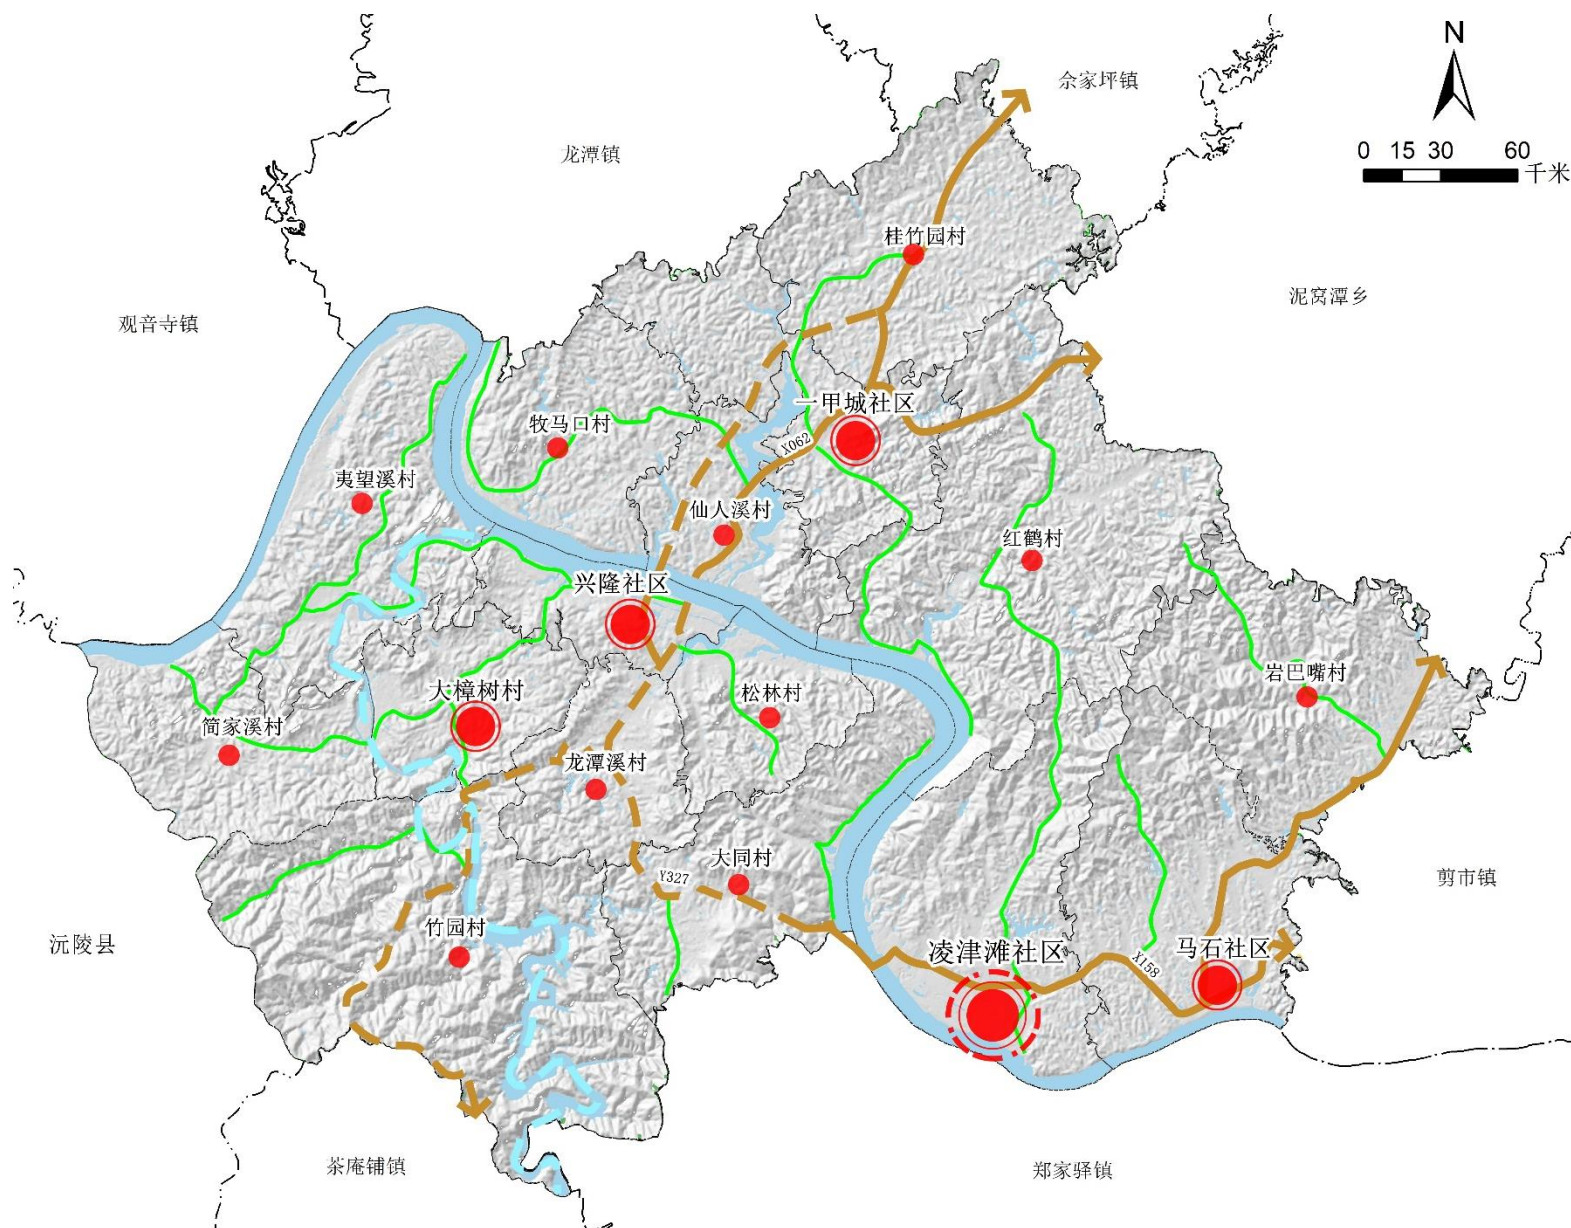 N
佘家坪镇
0 15 30 60
千米
龙潭镇
桂竹园村
泥窝潭乡
观音寺镇
一甲城社区
牧马口村
X062
夷望溪村
仙人溪村
红鹤村
兴隆社区
岩巴嘴村
大樟树村
松林村
简家溪村
龙潭溪村
大同村
Y327
剪市镇
沅陵县
竹园村
凌津滩社区
马石社区
X158
茶庵铺镇
郑家驿镇